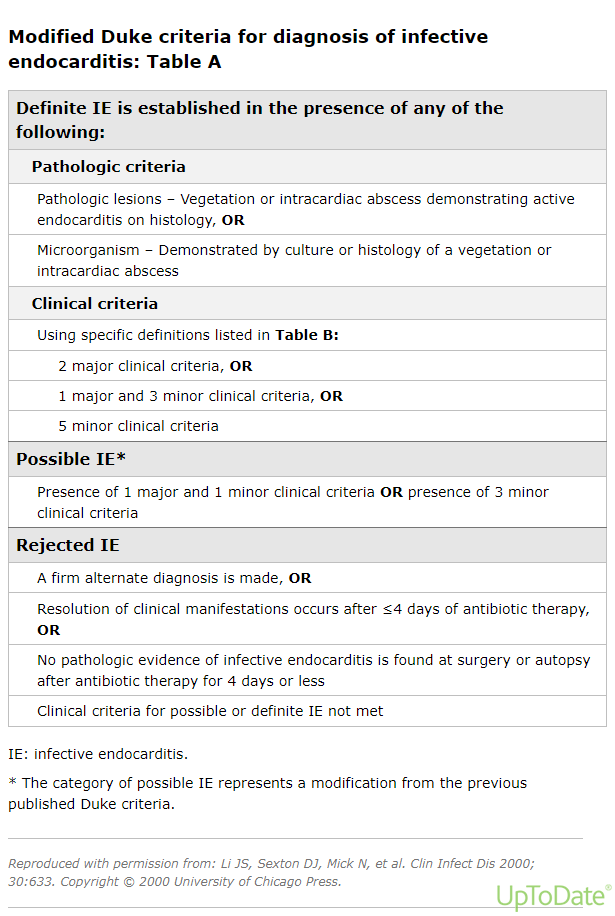 Modified Duke criteria for diagnosis of infective
endocarditis: Table A
Definite IE is established in the presence of any of the
following:
Pathologic criteria
Pathologic lesions – Vegetation or intracardiac abscess demonstrating active
endocarditis on histology, OR
Microorganism – Demonstrated by culture or histology of a vegetation or
intracardiac abscess
Clinical criteria
Using specific definitions listed in Table B:
2 major clinical criteria, OR
1 major and 3 minor clinical criteria, OR
5 minor clinical criteria
Possible IE*
Presence of 1 major and 1 minor clinical criteria OR presence of 3 minor
clinical criteria
Rejected IE
A firm alternate diagnosis is made, OR
Resolution of clinical manifestations occurs after ≤4 days of antibiotic therapy,
OR
No pathologic evidence of infective endocarditis is found at surgery or autopsy
after antibiotic therapy for 4 days or less
Clinical criteria for possible or definite IE not met
IE: infective endocarditis.
* The category of possible IE represents a modification from the previous
published Duke criteria.
Reproduced with permission from: Li JS, Sexton DJ, Mick N, et al. Clin Infect Dis 2000;
30:633. Copyright © 2000 University of Chicago Press.
UpToDate®